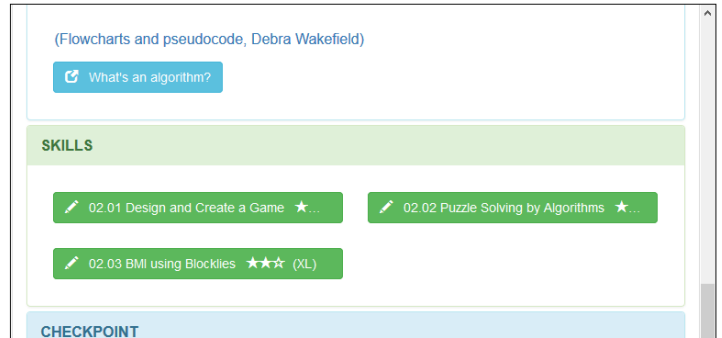 (Flowcharts and pseudocode, Debra Wakefield)
What's an algorithm?
SKILLS
02.01 Design and Create a Game ★...
02.02 Puzzle Solving by Algorithms ★...
02.03 BMI using Blocklies ★★☆ (XL)
CHECKPOINT